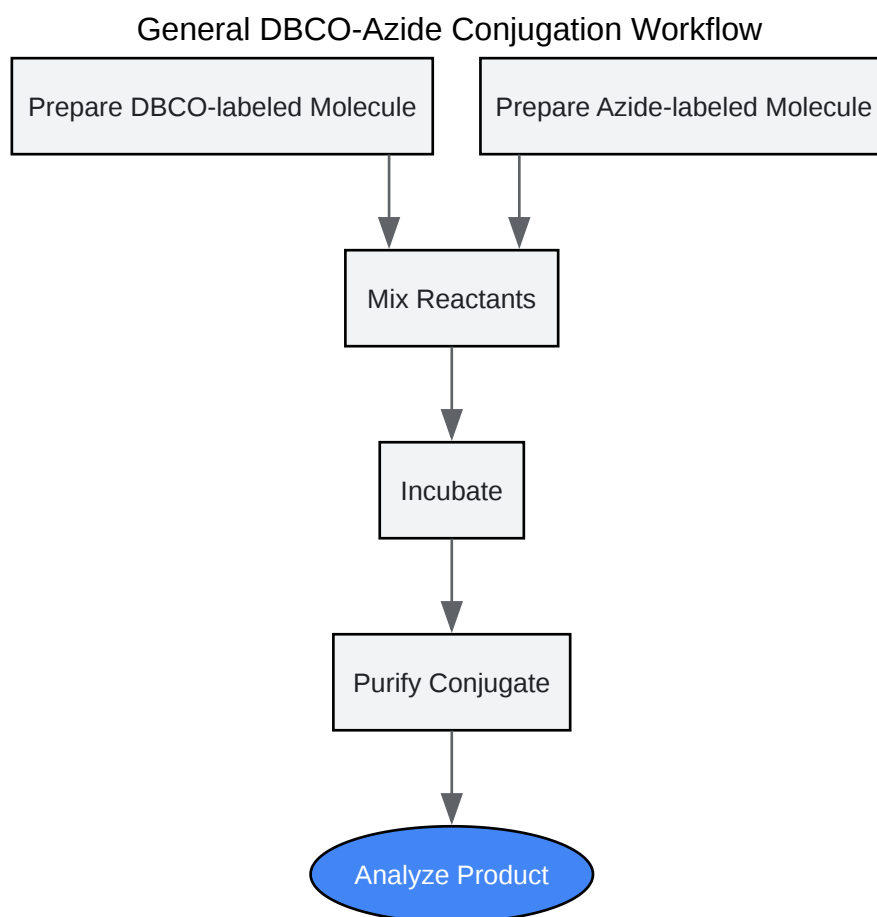 General DBCO-Azide Conjugation Workflow
Prepare DBCO-labeled Molecule
Prepare Azide-labeled Molecule
Mix Reactants
Incubate
Purify Conjugate
Analyze Product